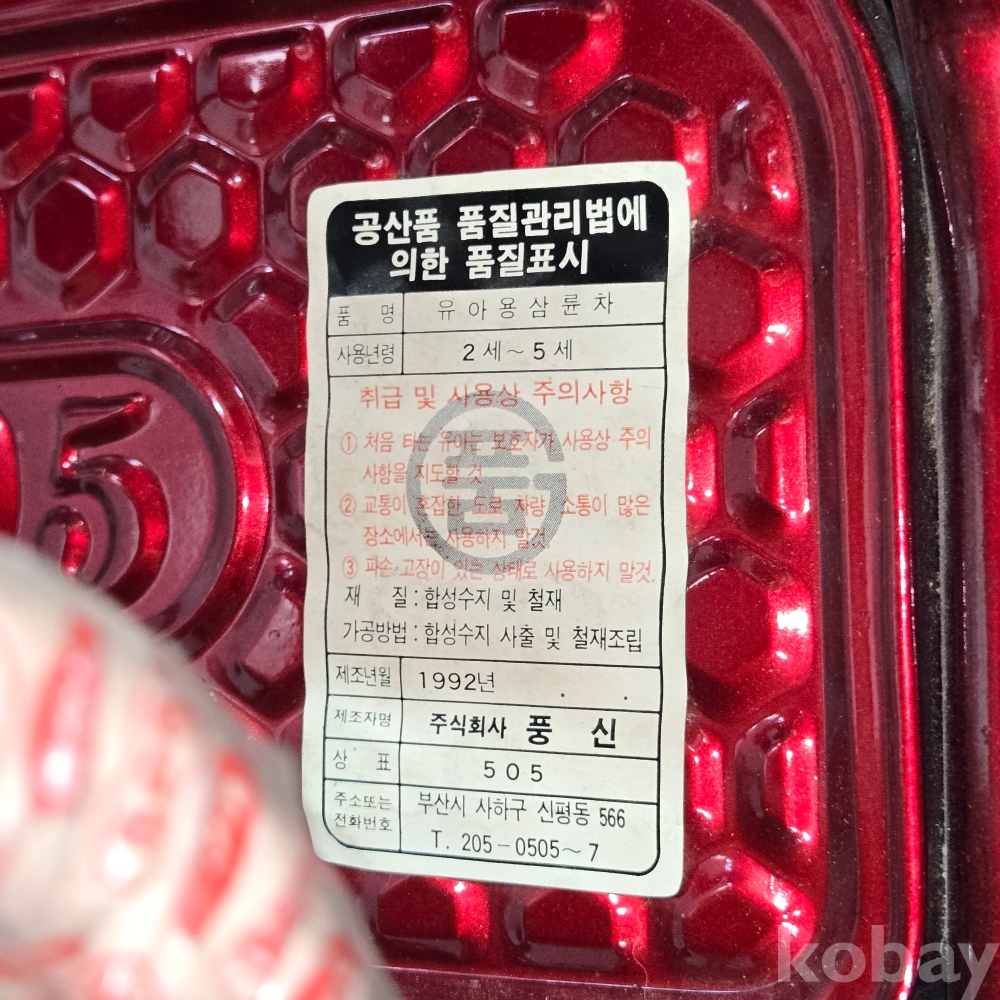 공산품 품질관리법에
의한 품질표시
품 명 유아용삼륜차
사용년령 2세~5세
취급 및 사용상 주의사항
① 처음 타는 유아는 보호자가 사용상 주의
사항을 지도할 것
② 교통이 혼잡한 도로 차량 소통이 많은
장소에서는 사용하지 말것.
③ 파손·고장이 있는 상태로 사용하지 말것.
재 질 : 합성수지 및 철재
가공방법 : 합성수지 사출 및 철재조립
제조년월 1992년 . .
제조자명 주식회사 풍 신
상 표 505
주소또는 부산시 사하구 신평동 566
전화번호 T. 205-0505~7
5
kobay